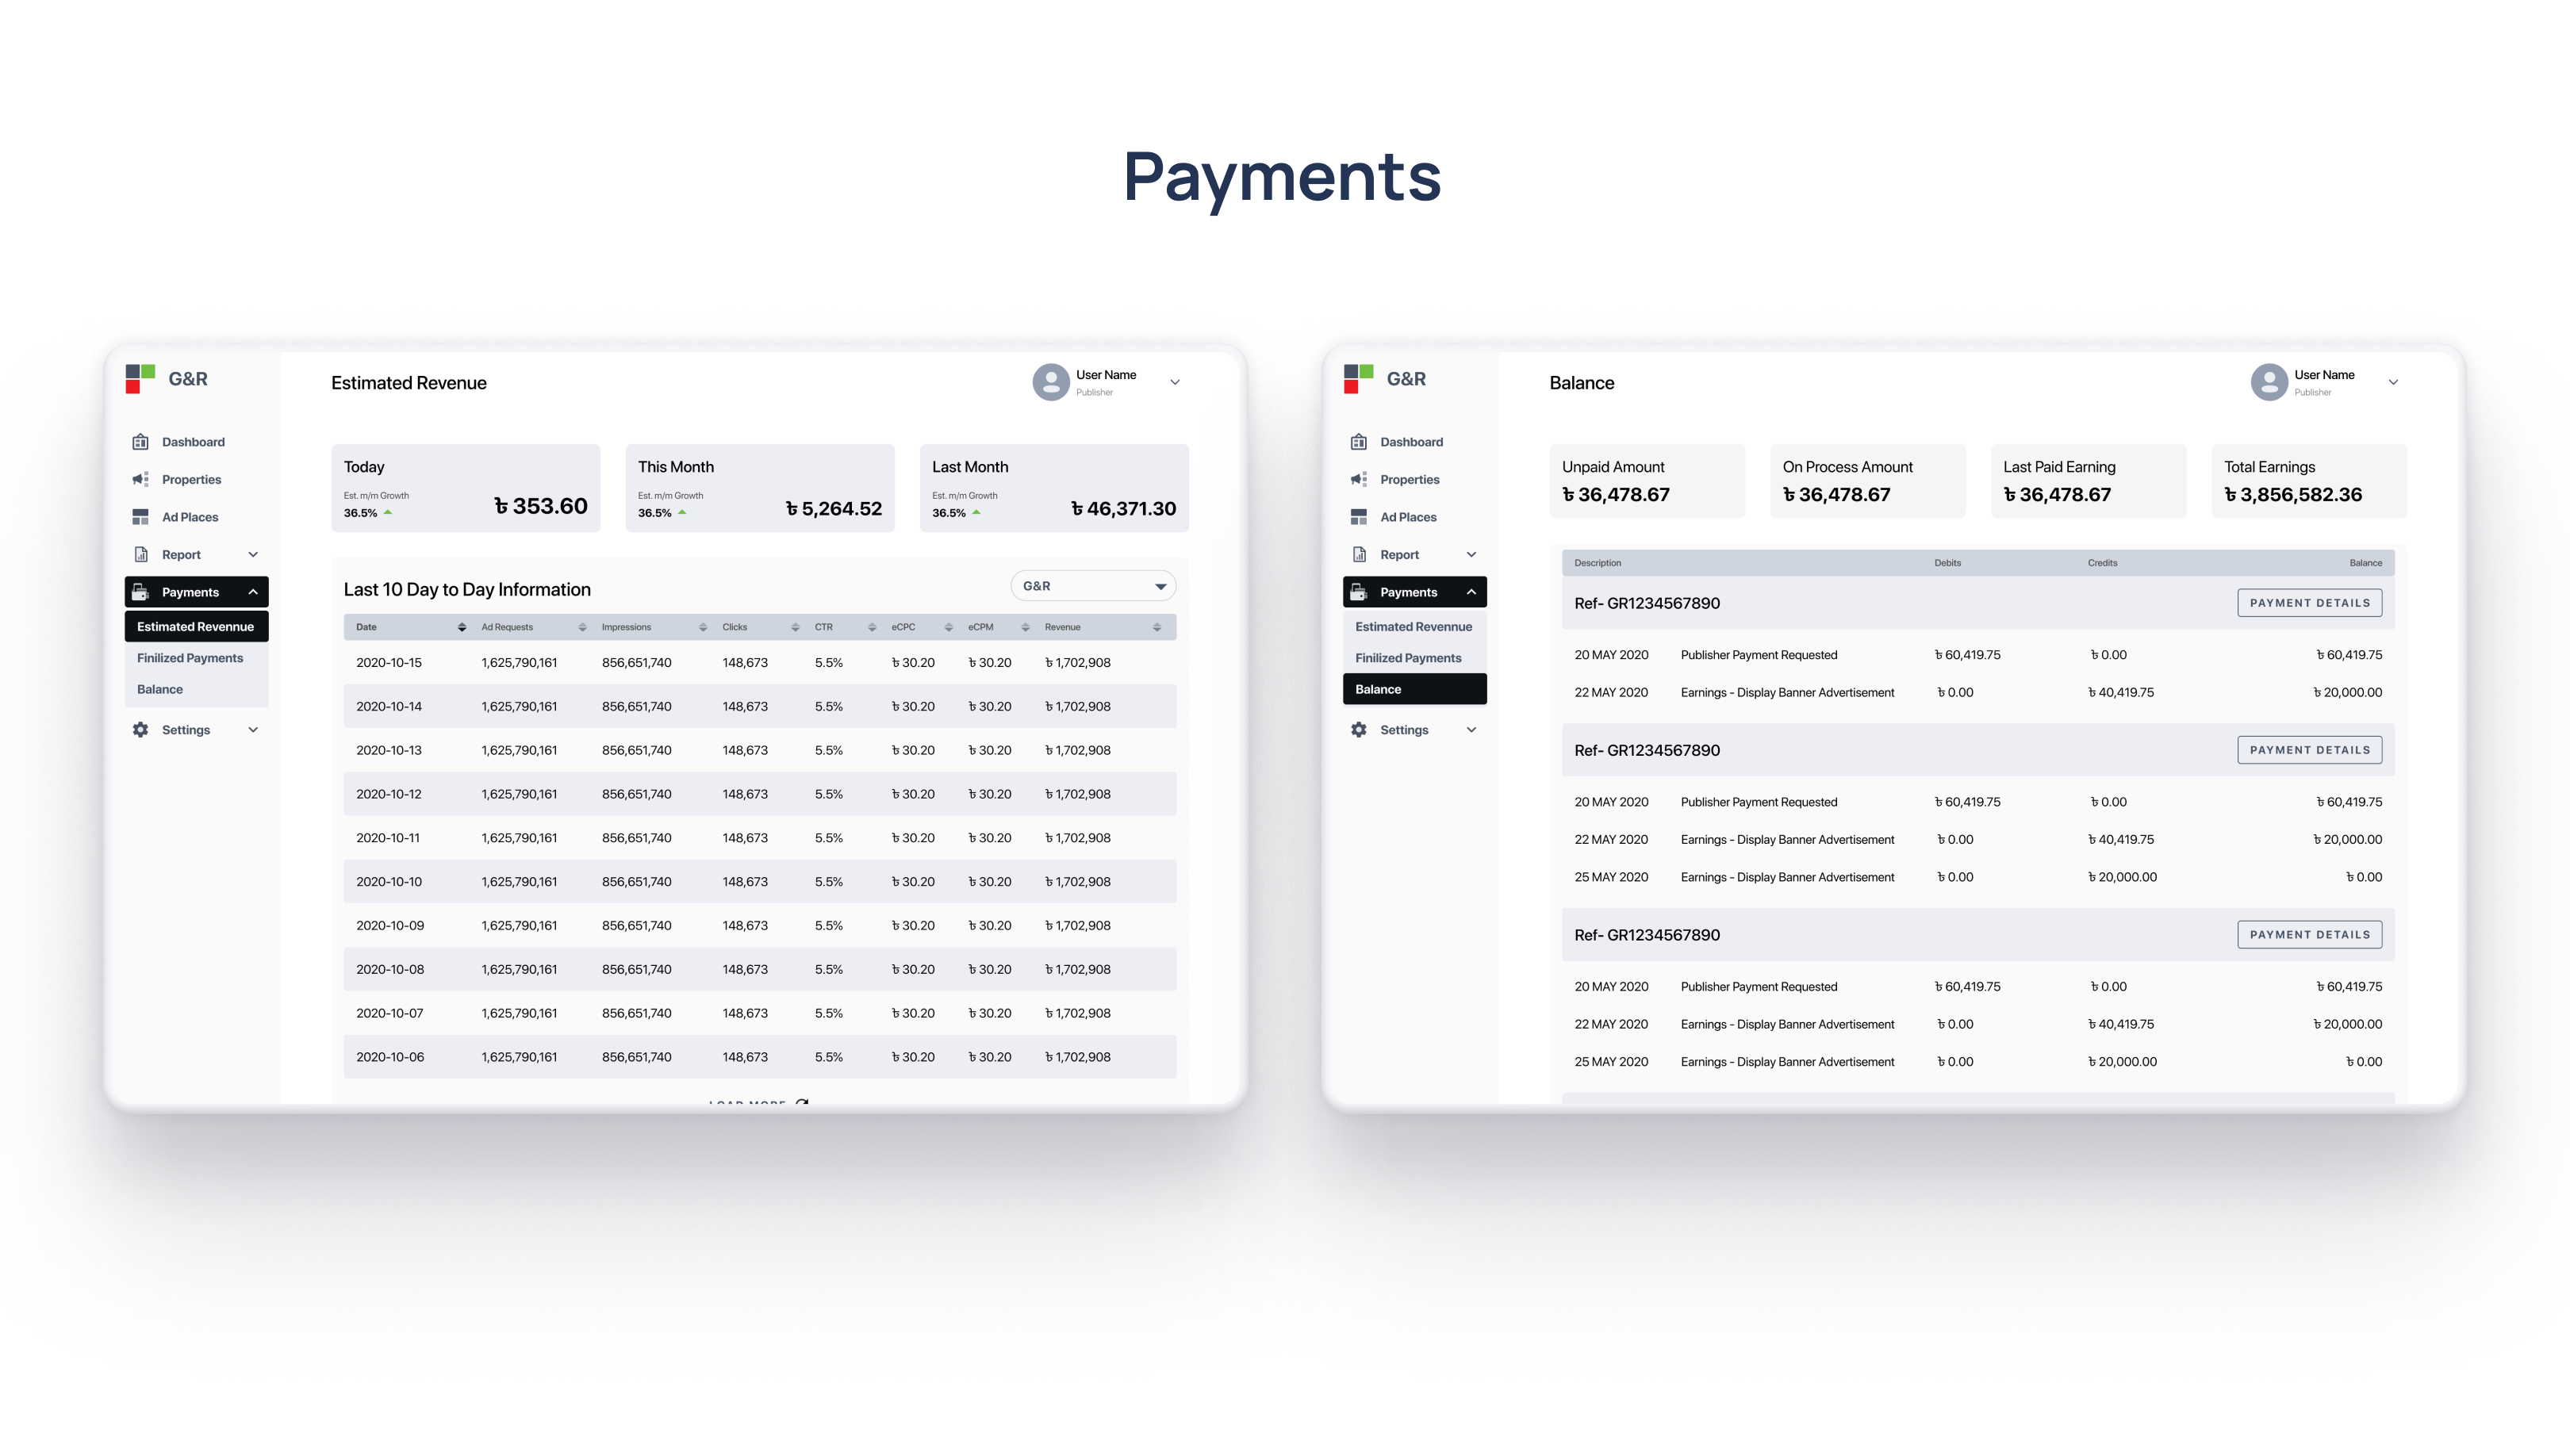 Payments
G&R
Estimated Revenue
User Name
Publisher
Dashboard
Properties
Ad Places
Report
Payments
Estimated Revennue
Finilized Payments
Balance
Settings
Today
Est. m/m Growth
36.5%
৳ 353.60
This Month
Est. m/m Growth
36.5%
৳ 5,264.52
Last Month
Est. m/m Growth
36.5%
৳ 46,371.30
Last 10 Day to Day Information
G&R
Date Ad Requests Impressions Clicks CTR eCPC eCPM Revenue
2020-10-15 1,625,790,161 856,651,740 148,673 5.5% ৳ 30.20 ৳ 30.20 ৳ 1,702,908
2020-10-14 1,625,790,161 856,651,740 148,673 5.5% ৳ 30.20 ৳ 30.20 ৳ 1,702,908
2020-10-13 1,625,790,161 856,651,740 148,673 5.5% ৳ 30.20 ৳ 30.20 ৳ 1,702,908
2020-10-12 1,625,790,161 856,651,740 148,673 5.5% ৳ 30.20 ৳ 30.20 ৳ 1,702,908
2020-10-11 1,625,790,161 856,651,740 148,673 5.5% ৳ 30.20 ৳ 30.20 ৳ 1,702,908
2020-10-10 1,625,790,161 856,651,740 148,673 5.5% ৳ 30.20 ৳ 30.20 ৳ 1,702,908
2020-10-09 1,625,790,161 856,651,740 148,673 5.5% ৳ 30.20 ৳ 30.20 ৳ 1,702,908
2020-10-08 1,625,790,161 856,651,740 148,673 5.5% ৳ 30.20 ৳ 30.20 ৳ 1,702,908
2020-10-07 1,625,790,161 856,651,740 148,673 5.5% ৳ 30.20 ৳ 30.20 ৳ 1,702,908
2020-10-06 1,625,790,161 856,651,740 148,673 5.5% ৳ 30.20 ৳ 30.20 ৳ 1,702,908
LOAD MORE
G&R
Balance
User Name
Publisher
Dashboard
Properties
Ad Places
Report
Payments
Estimated Revennue
Finilized Payments
Balance
Settings
Unpaid Amount
৳ 36,478.67
On Process Amount
৳ 36,478.67
Last Paid Earning
৳ 36,478.67
Total Earnings
৳ 3,856,582.36
Description Debits Credits Balance
Ref- GR1234567890 PAYMENT DETAILS
20 MAY 2020 Publisher Payment Requested ৳ 60,419.75 ৳ 0.00 ৳ 60,419.75
22 MAY 2020 Earnings - Display Banner Advertisement ৳ 0.00 ৳ 40,419.75 ৳ 20,000.00
Ref- GR1234567890 PAYMENT DETAILS
20 MAY 2020 Publisher Payment Requested ৳ 60,419.75 ৳ 0.00 ৳ 60,419.75
22 MAY 2020 Earnings - Display Banner Advertisement ৳ 0.00 ৳ 40,419.75 ৳ 20,000.00
25 MAY 2020 Earnings - Display Banner Advertisement ৳ 0.00 ৳ 20,000.00 ৳ 0.00
Ref- GR1234567890 PAYMENT DETAILS
20 MAY 2020 Publisher Payment Requested ৳ 60,419.75 ৳ 0.00 ৳ 60,419.75
22 MAY 2020 Earnings - Display Banner Advertisement ৳ 0.00 ৳ 40,419.75 ৳ 20,000.00
25 MAY 2020 Earnings - Display Banner Advertisement ৳ 0.00 ৳ 20,000.00 ৳ 0.00